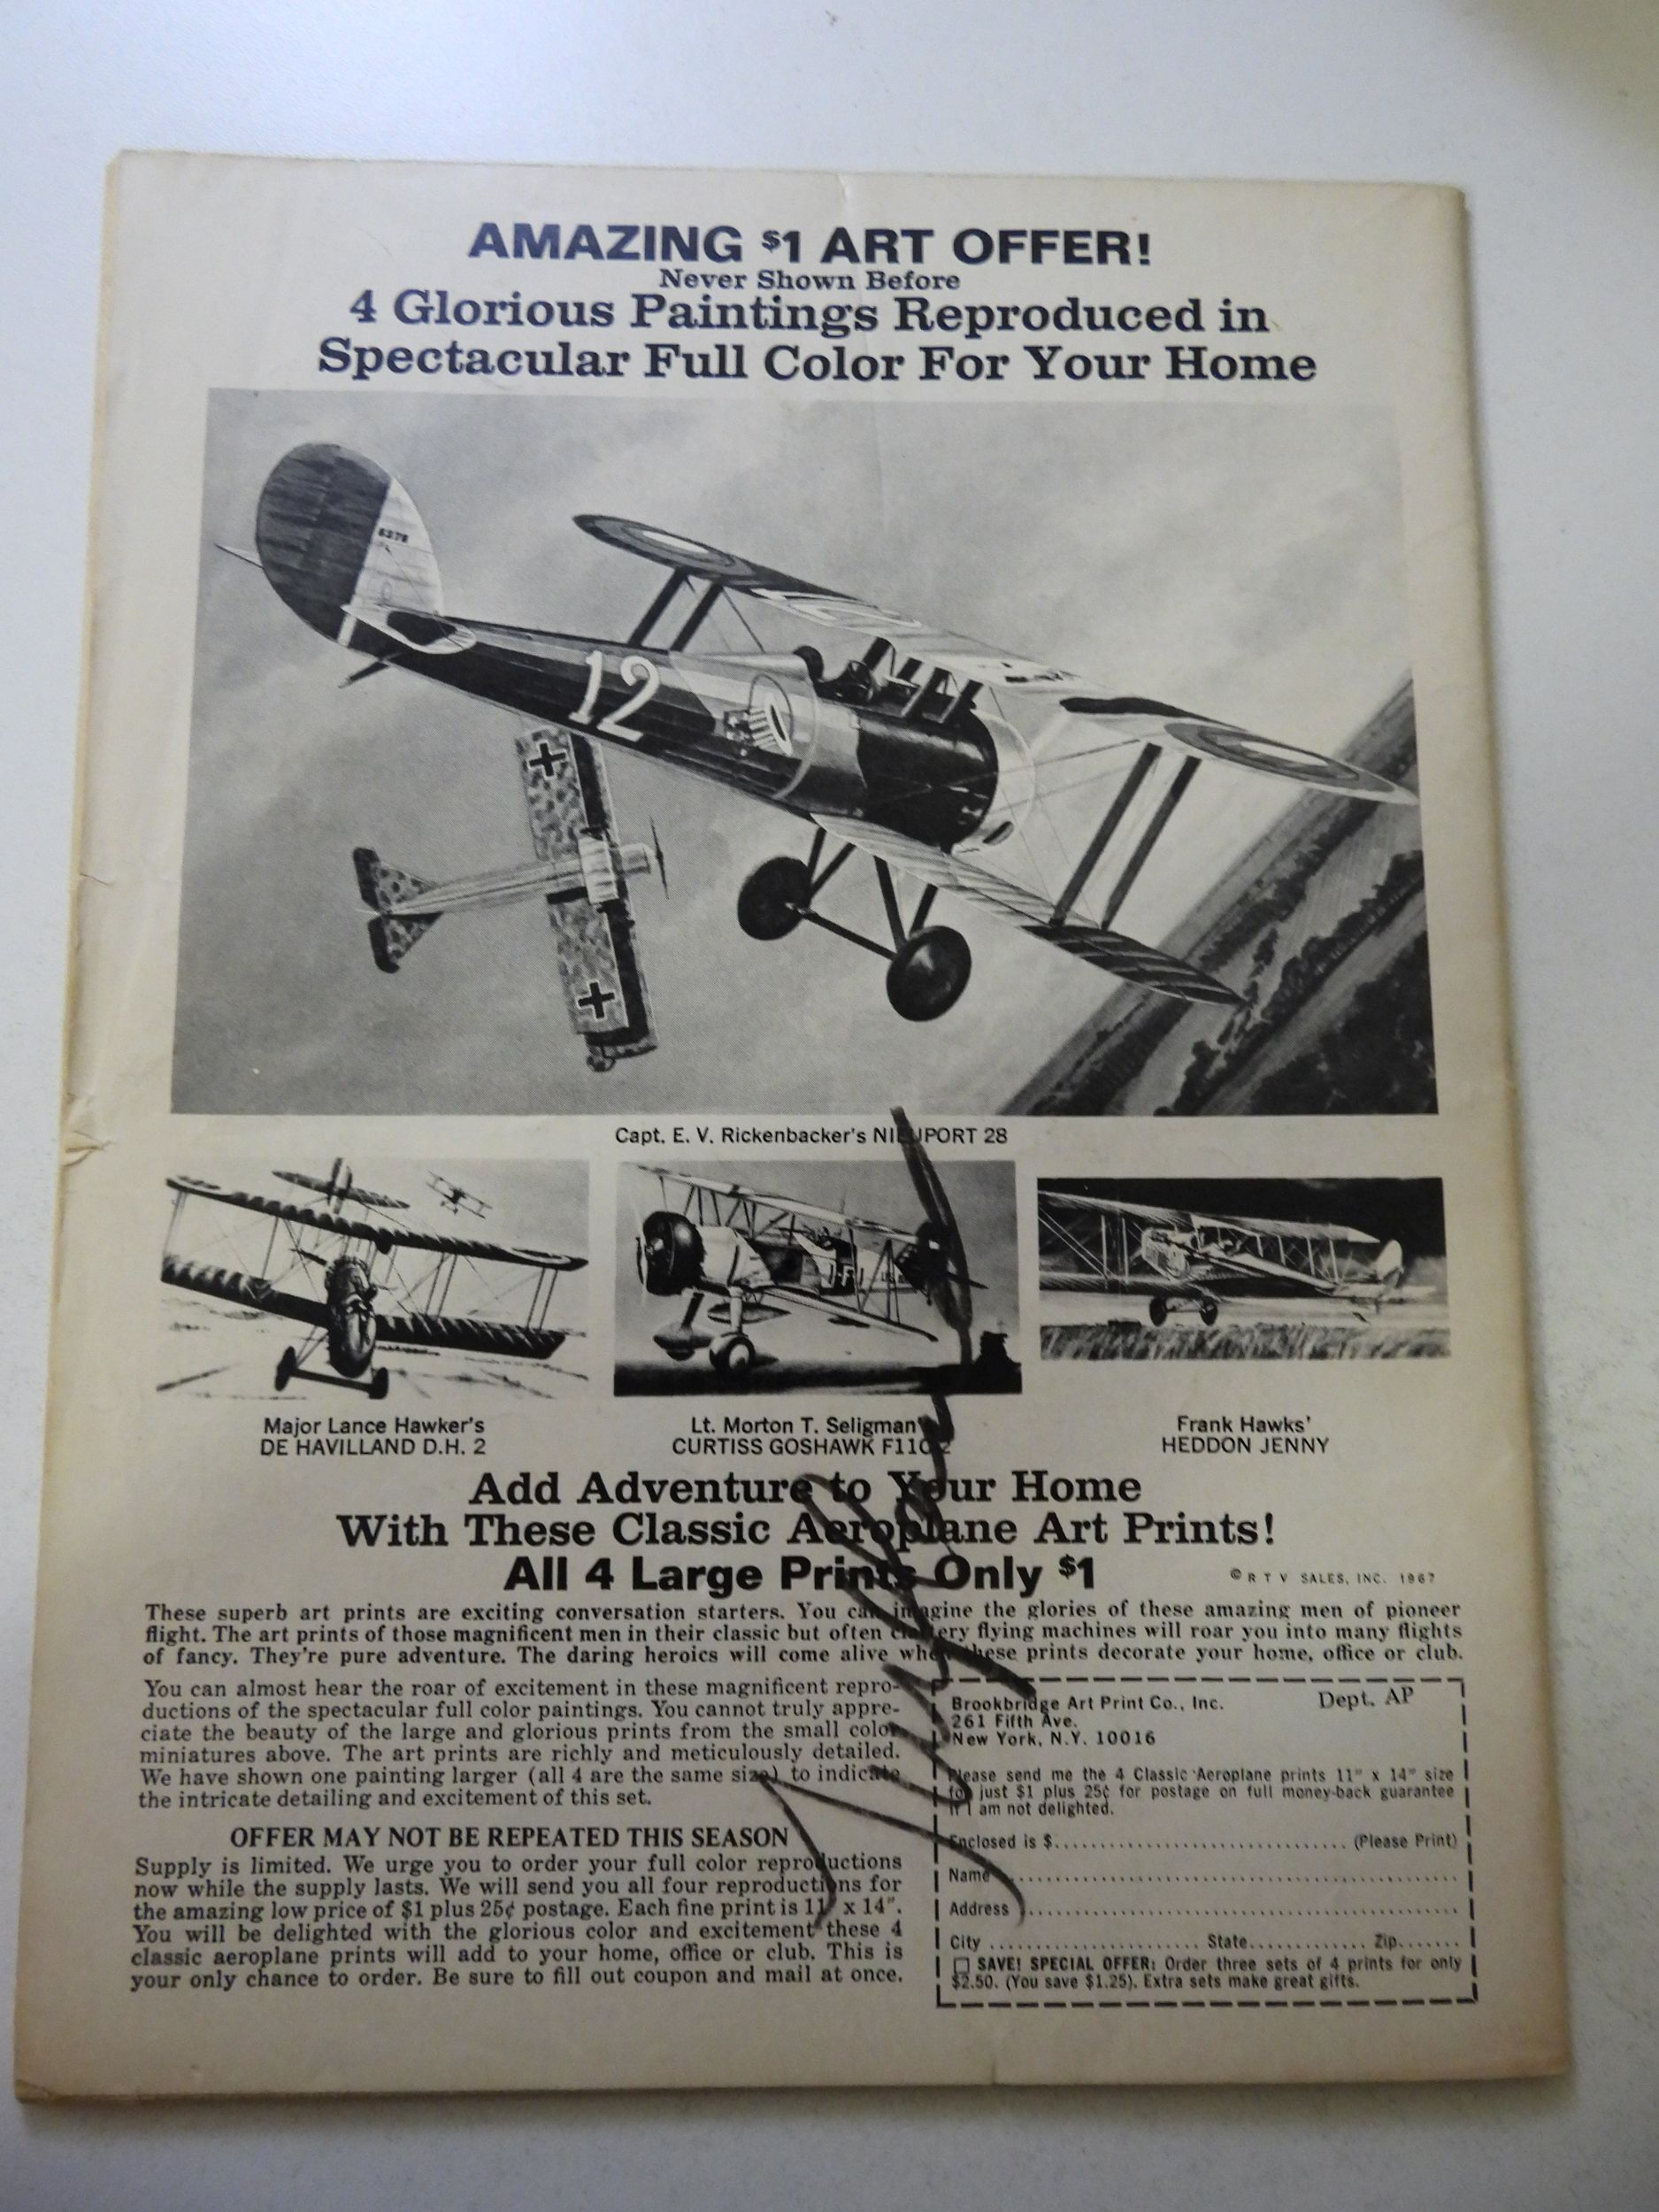 AMAZING $1 ART OFFER!
Never Shown Before
4 Glorious Paintings Reproduced in
Spectacular Full Color For Your Home
6378
12
Capt. E. V. Rickenbacker's NIEUPORT 28
Major Lance Hawker's
DE HAVILLAND D.H. 2
Lt. Morton T. Seligman
CURTISS GOSHAWK F11C 2
Frank Hawks'
HEDDON JENNY
Add Adventure to Your Home
With These Classic Aeroplane Art Prints!
All 4 Large Prints Only $1
© R T V SALES, INC. 1967
These superb art prints are exciting conversation starters. You can imagine the glories of these amazing men of pioneer
flight. The art prints of those magnificent men in their classic but often clattery flying machines will roar you into many flights
of fancy. They're pure adventure. The daring heroics will come alive when these prints decorate your home, office or club.
You can almost hear the roar of excitement in these magnificent repro-
ductions of the spectacular full color paintings. You cannot truly appre-
ciate the beauty of the large and glorious prints from the small color
miniatures above. The art prints are richly and meticulously detailed.
We have shown one painting larger (all 4 are the same size) to indicate
the intricate detailing and excitement of this set.
OFFER MAY NOT BE REPEATED THIS SEASON
Supply is limited. We urge you to order your full color reproductions
now while the supply lasts. We will send you all four reproductions for
the amazing low price of $1 plus 25¢ postage. Each fine print is 11" x 14".
You will be delighted with the glorious color and excitement these 4
classic aeroplane prints will add to your home, office or club. This is
your only chance to order. Be sure to fill out coupon and mail at once.
Brookbridge Art Print Co., Inc. Dept. AP
261 Fifth Ave.
New York, N.Y. 10016
Please send me the 4 Classic Aeroplane prints 11" x 14" size
for just $1 plus 25¢ for postage on full money-back guarantee
if I am not delighted.
Enclosed is $.............................. (Please Print)
Name ..............................
Address ..............................
City .................... State............. Zip.......
SAVE! SPECIAL OFFER: Order three sets of 4 prints for only
$2.50. (You save $1.25). Extra sets make great gifts.